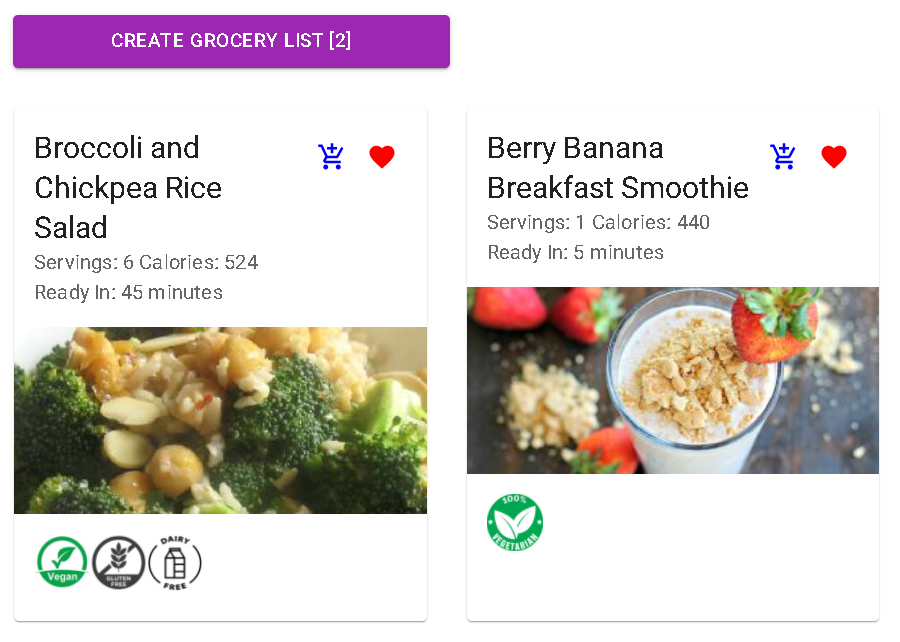 CREATE GROCERY LIST [2]
Broccoli and
Chickpea Rice
Salad
Servings: 6 Calories: 524
Ready In: 45 minutes
Vegan
GLUTEN
FREE
DAIRY
FREE
Berry Banana
Breakfast Smoothie
Servings: 1 Calories: 440
Ready In: 5 minutes
100%
VEGETARIAN